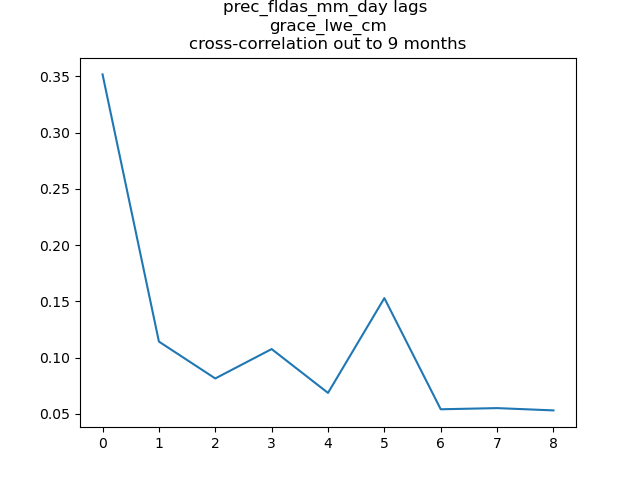 prec_fldas_mm_day lags
grace_lwe_cm
cross-correlation out to 9 months
0.35
0.30
0.25
0.20
0.15
0.10
0.05
0 1 2 3 4 5 6 7 8